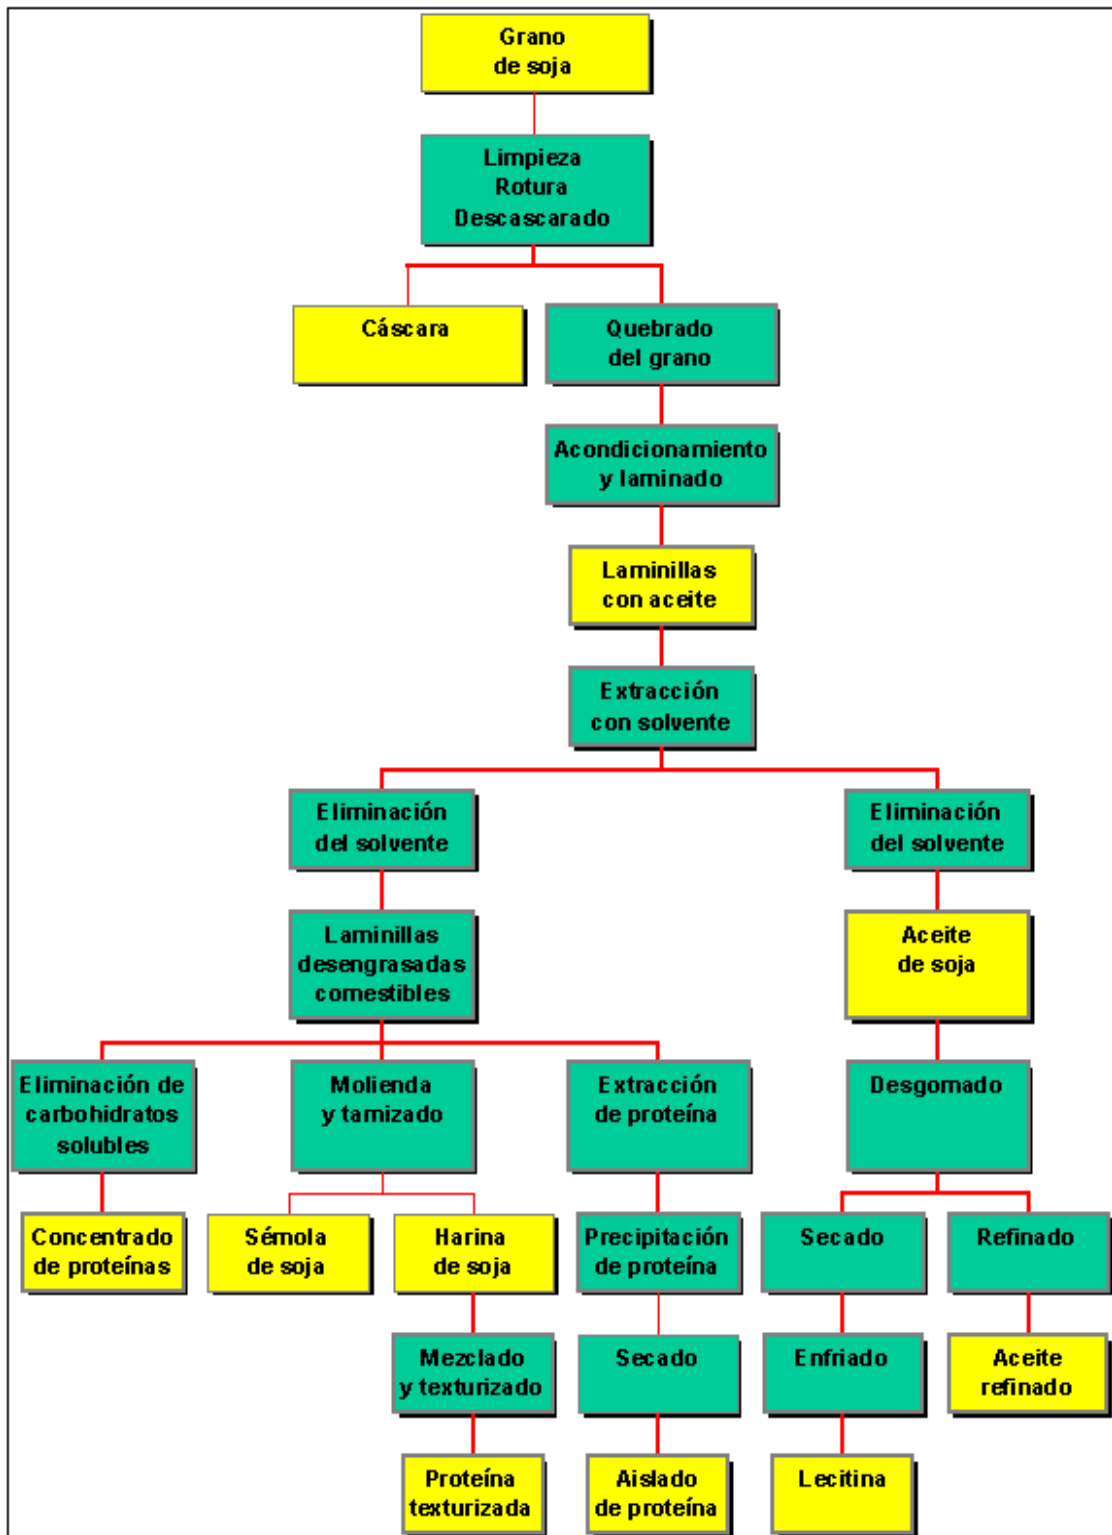 Grano
de soja
Limpieza
Rotura
Descascarado
Cáscara
Quebrado
del grano
Acondicionamiento
y laminado
Laminillas
con aceite
Extracción
con solvente
Eliminación
del solvente
Eliminación
del solvente
Laminillas
desengrasadas
comestibles
Aceite
de soja
Eliminación de
carbohidratos
solubles
Molienda
y tamizado
Extracción
de proteína
Desgomado
Concentrado
de proteínas
Sémola
de soja
Harina
de soja
Precipitación
de proteína
Secado
Refinado
Mezclado
y texturizado
Secado
Enfriado
Aceite
refinado
Proteína
texturizada
Aislado
de proteína
Lecitina